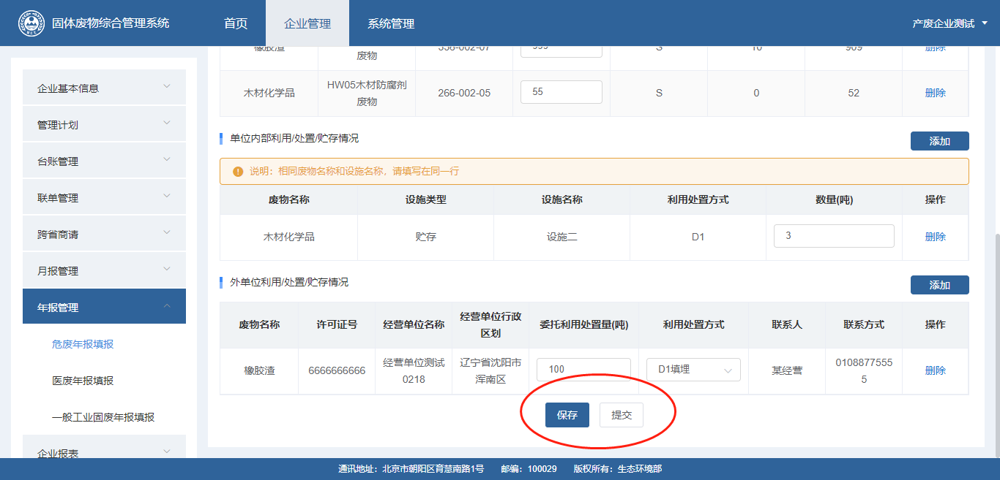 固体废物综合管理系统 首页 企业管理 系统管理 产废企业测试
企业基本信息
管理计划
台账管理
联单管理
跨省商请
月报管理
年报管理
危废年报填报
医废年报填报
一般工业固废年报填报
企业报表
橡胶渣 废物 356-002-07 999 S 10 909 删除
木材化学品 HW05木材防腐剂废物 266-002-05 55 S 0 52 删除
单位内部利用/处置/贮存情况 添加
说明：相同废物名称和设施名称，请填写在同一行
废物名称 设施类型 设施名称 利用处置方式 数量(吨) 操作
木材化学品 贮存 设施二 D1 3 删除
外单位利用/处置/贮存情况 添加
废物名称 许可证号 经营单位名称 经营单位行政区划 委托利用处置量(吨) 利用处置方式 联系人 联系方式 操作
橡胶渣 6666666666 经营单位测试0218 辽宁省沈阳市浑南区 100 D1填埋 某经营 01088775555 删除
保存 提交
通讯地址：北京市朝阳区育慧南路1号 邮编：100029 版权所有：生态环境部